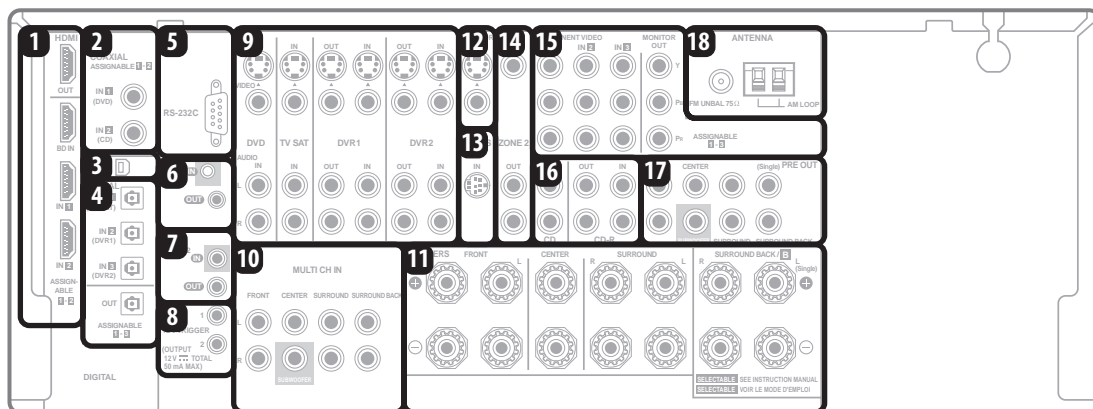 1
HDMI
OUT
BD IN
IN 1
IN 2
ASSIGN-
ABLE
1-2
2
ASSIGNABLE 1-2
IN 1
(DVD)
IN 2
(CD)
3
4
IN 2
(DVR1)
IN 3
(DVR2)
OUT
ASSIGNABLE
1-3
DIGITAL
5
RS-232C
6
IN
OUT
7
IN
OUT
8
1
2
(OUTPUT
12 V TOTAL
50 mA MAX)
9
IN OUT IN OUT IN
VIDEO
DVD TV SAT DVR1 DVR2
AUDIO
IN IN OUT IN OUT IN
L
R
10
MULTI CH IN
FRONT CENTER SURROUND SURROUND BACK
L
R
SUBWOOFER
11
FRONT CENTER SURROUND SURROUND BACK / B
L R L R L
(Single)
SELECTABLE SEE INSTRUCTION MANUAL
SELECTABLE VOIR LE MODE D'EMPLOI
12
13
IN
14
ZONE 2
OUT
15
IN 2 IN 3
MONITOR
OUT
Y
PB
PR
ASSIGNABLE
1-3
16
OUT IN
CD CD-R
17
CENTER (Single) PRE OUT
SURROUND SURROUND BACK
18
ANTENNA
FM UNBAL 75 Ω
AM LOOP